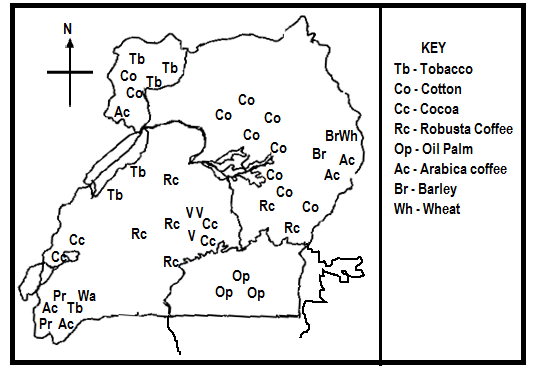 N
Tb
Tb
Co
Tb
Co
Ac
Co
Co
Co
Co
Co
BrWh
Br
Ac
Ac
Tb
Rc
Tb
Co
Co
Rc
Co
Rc
V V
Rc
Cc
V
Cc
Rc
Cc
Cc
Rc
Op
Op
Op
Pr
Wa
Ac
Tb
Pr
Ac
KEY
Tb - Tobacco
Co - Cotton
Cc - Cocoa
Rc - Robusta Coffee
Op - Oil Palm
Ac - Arabica coffee
Br - Barley
Wh - Wheat